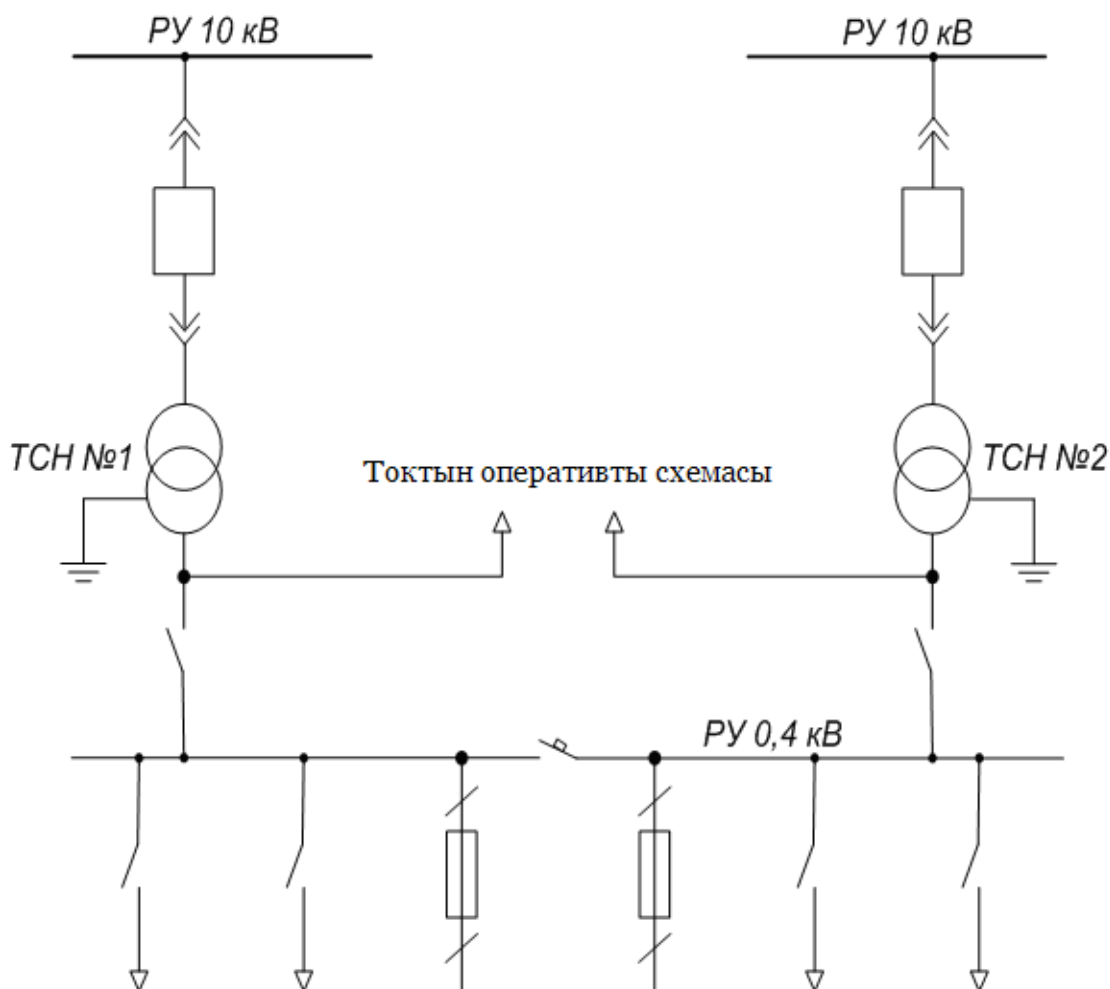 РУ 10 кВ
РУ 10 кВ
ТСН №1
Токтын оперативты схемасы
ТСН №2
РУ 0,4 кВ